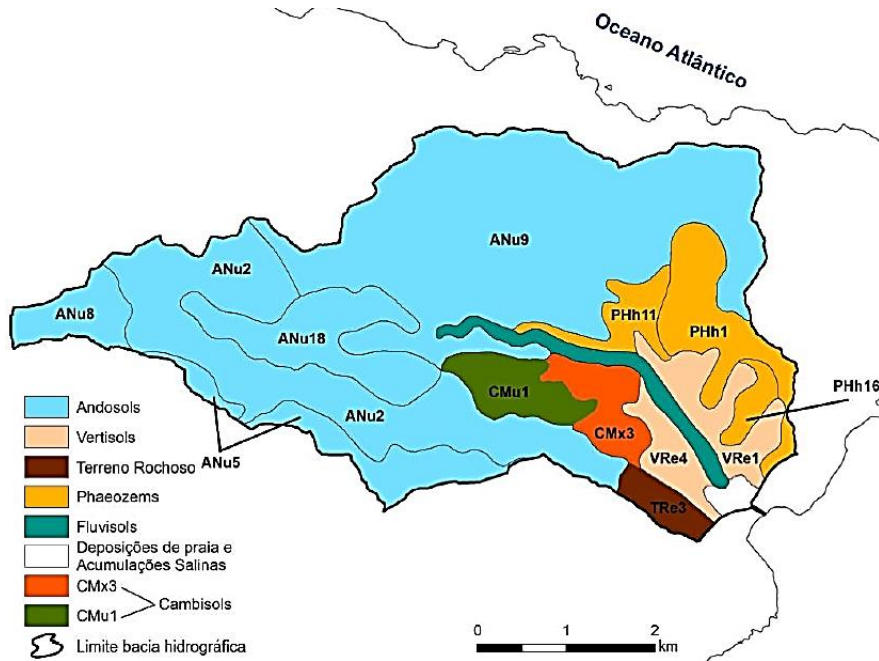 Oceano Atlântico
ANu9
ANu2
ANu8
ANu18
PHh11
PHh1
CMu1
PHh16
ANu2
CMx3
ANu5
VRe4
VRe1
TRe3
Andosols
Vertisols
Terreno Rochoso
Phaeozems
Fluvisols
Deposições de praia e
Acumulações Salinas
CMx3
Cambisols
CMu1
Limite bacia hidrográfica
0 1 2
km